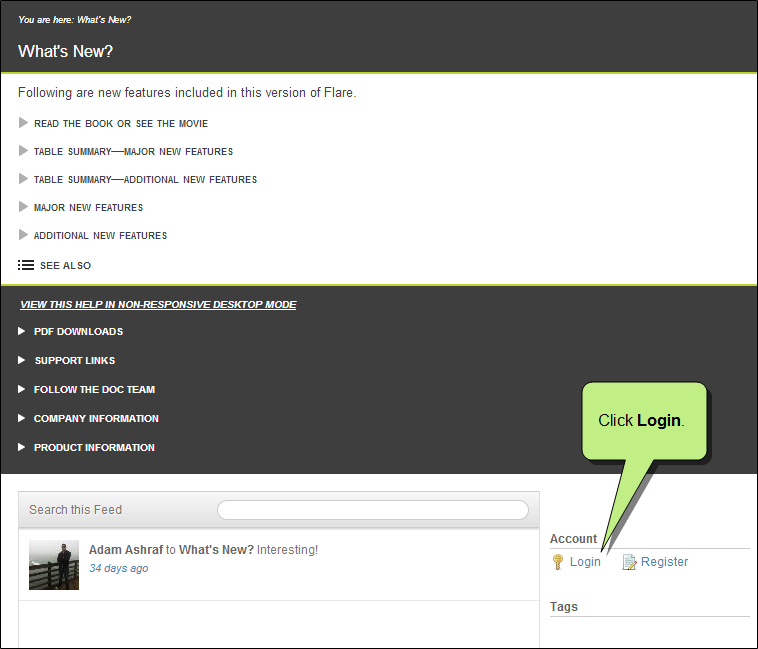 You are here: What's New?
What's New?
Following are new features included in this version of Flare.
READ THE BOOK OR SEE THE MOVIE
TABLE SUMMARY—MAJOR NEW FEATURES
TABLE SUMMARY—ADDITIONAL NEW FEATURES
MAJOR NEW FEATURES
ADDITIONAL NEW FEATURES
SEE ALSO
VIEW THIS HELP IN NON-RESPONSIVE DESKTOP MODE
PDF DOWNLOADS
SUPPORT LINKS
FOLLOW THE DOC TEAM
COMPANY INFORMATION
PRODUCT INFORMATION
Click Login.
Search this Feed
Adam Ashraf to What's New? Interesting!
34 days ago
Account
Login Register
Tags